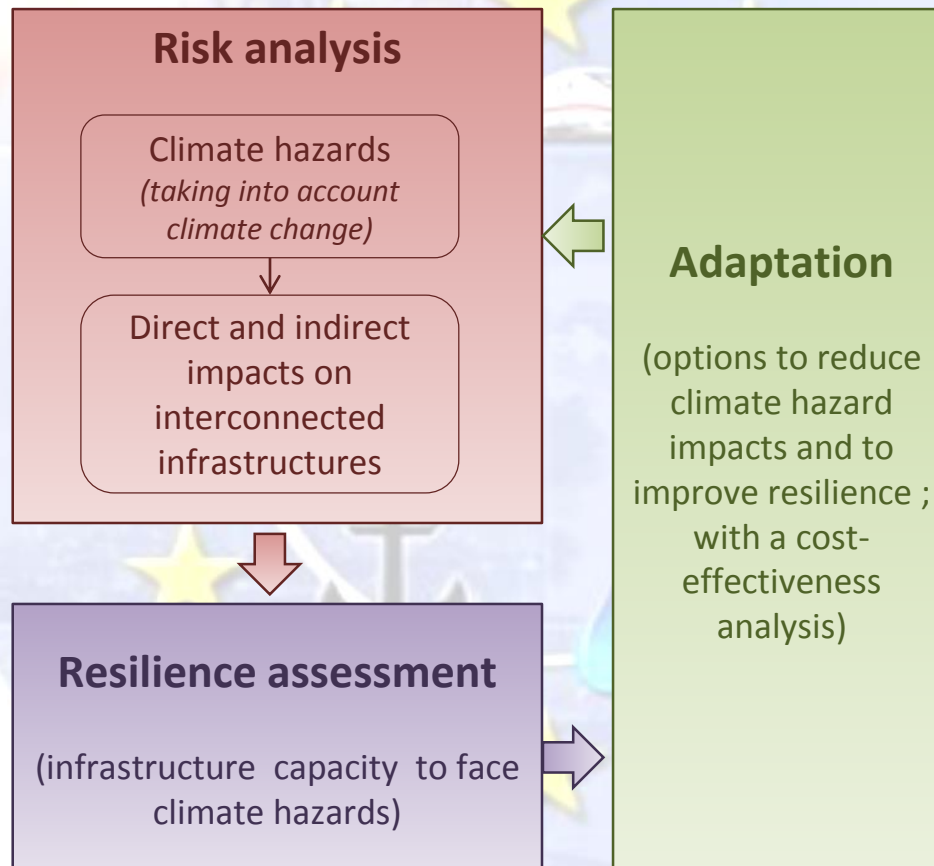 Risk analysis
Climate hazards
(taking into account
climate change)
Direct and indirect
impacts on
interconnected
infrastructures
Resilience assessment
(infrastructure capacity to face
climate hazards)
Adaptation
(options to reduce
climate hazard
impacts and to
improve resilience ;
with a cost-
effectiveness
analysis)